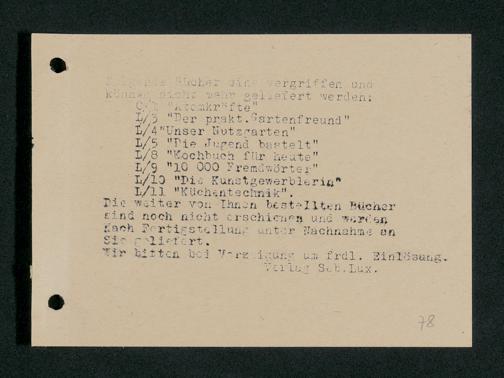 Folgende Bücher sind vergriffen und
können nicht mehr geliefert werden:
"Atomkräfte"
L/3 "Der prakt.Gartenfreund"
L/4"Unser Nutzgarten"
L/5 "Die Jugend bastelt"
L/8 "Kochbuch für heute"
L/9 "10 000 Fremdwörter"
L/10 "Die Kunstgewerblerin"
L/11 "Küchentechnik".
Die weiter von Ihnen bestellten Bücher
sind noch nicht erschienen und werden
nach Fertigstellung unter Nachnahme an
Sie geliefert.
Wir bitten bei Vorzeigung um frdl. Einlösung.
Verlag Seb.Lux.
78